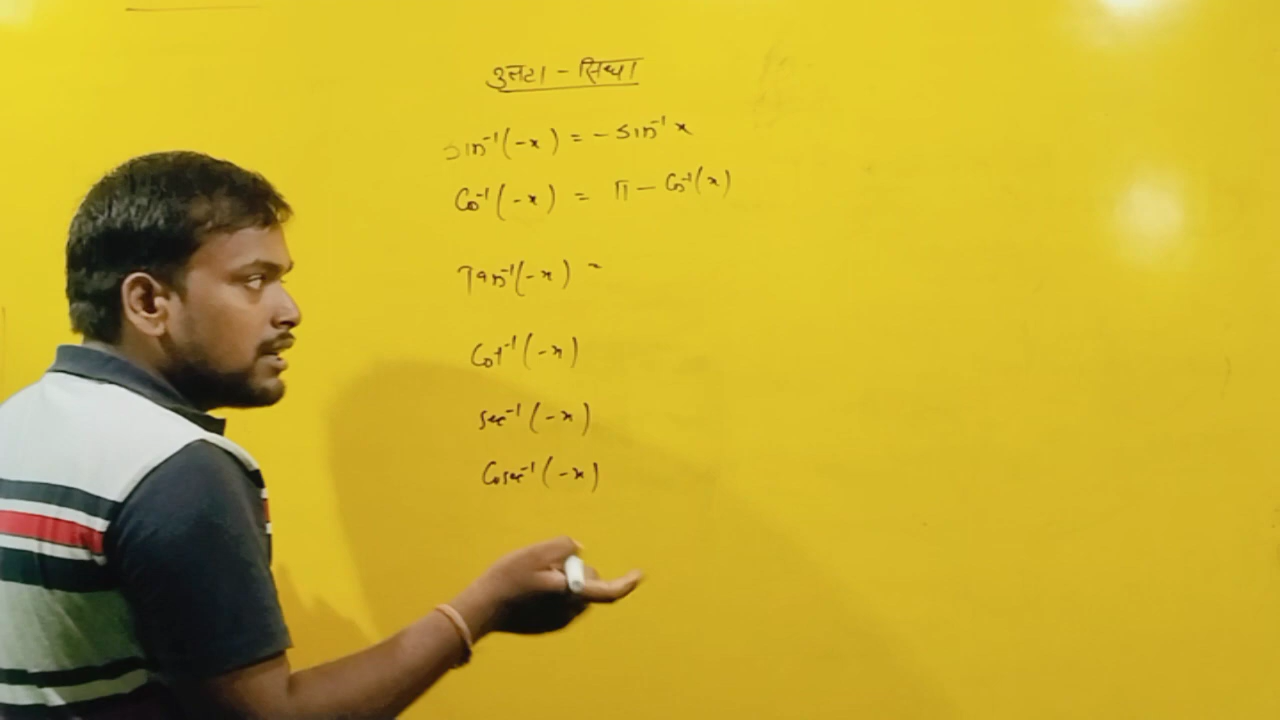 उलटा - सिधा
sin⁻¹(-x) = - sin⁻¹x
Cos⁻¹(-x) = π - Cos⁻¹(x)
Tan⁻¹(-x) =
Cot⁻¹(-x)
sec⁻¹(-x)
Cosec⁻¹(-x)